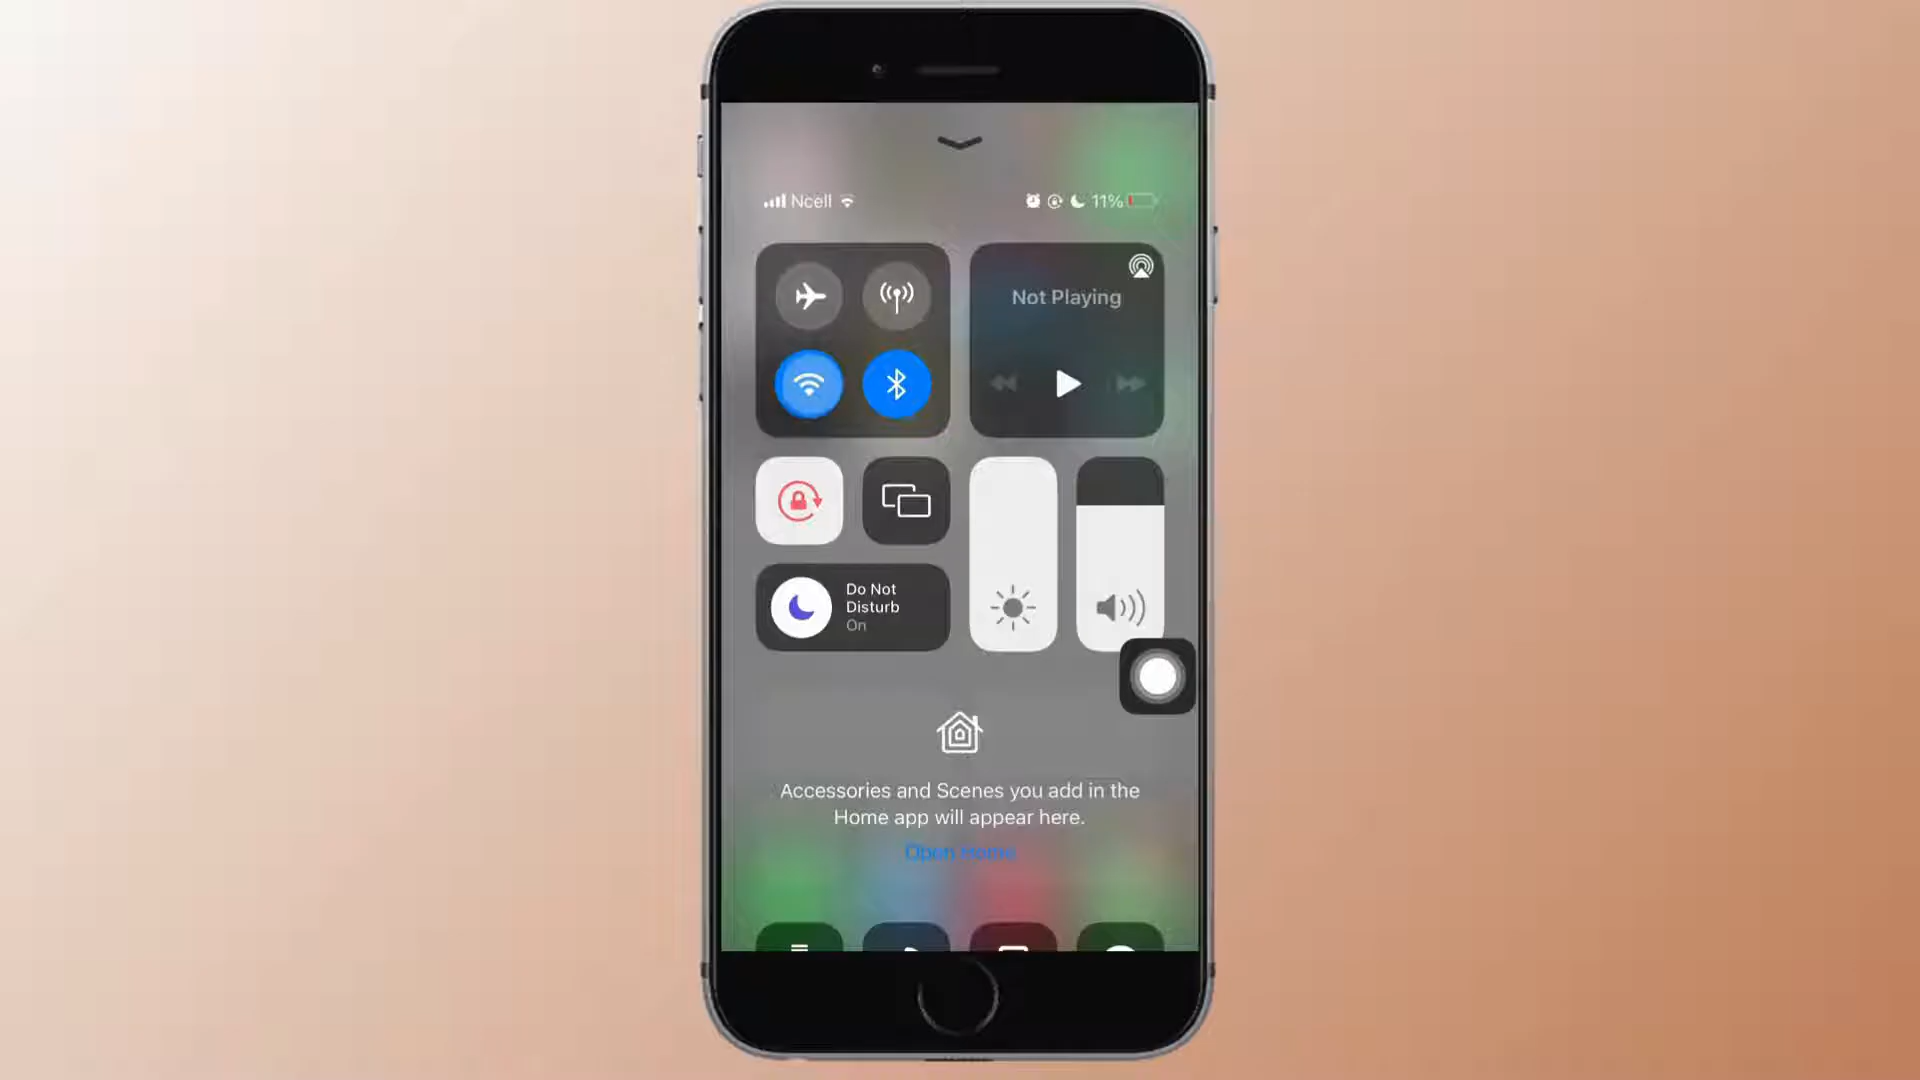 Ncell
11%
Not Playing
Do Not
Disturb
On
Accessories and Scenes you add in the
Home app will appear here.
Open Home